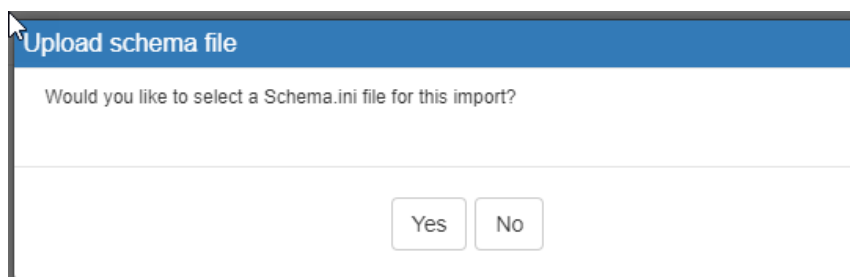 Upload schema file
Would you like to select a Schema.ini file for this import?
Yes No